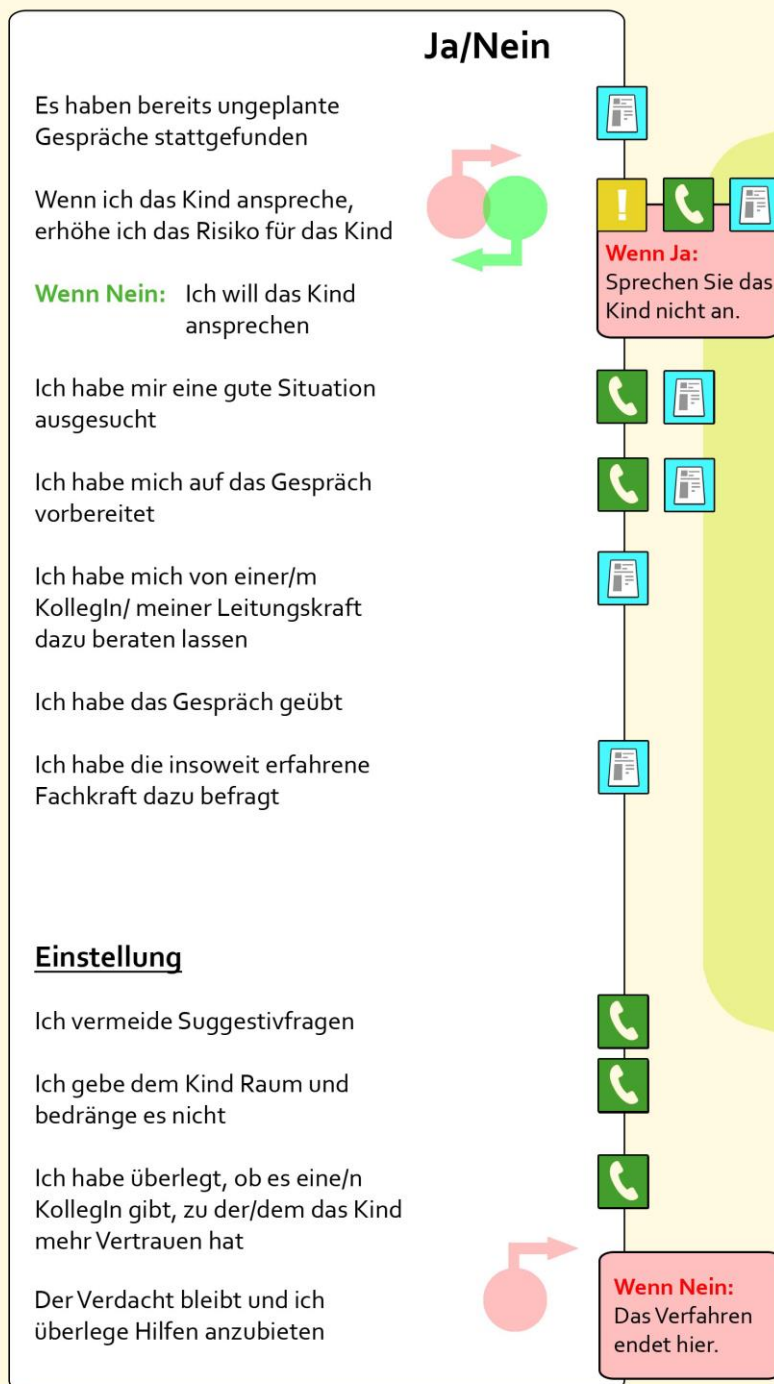 Ja/Nein
Es haben bereits ungeplante
Gespräche stattgefunden
Wenn ich das Kind anspreche,
erhöhe ich das Risiko für das Kind
!
Wenn Ja:
Sprechen Sie das
Kind nicht an.
Wenn Nein: Ich will das Kind
ansprechen
Ich habe mir eine gute Situation
ausgesucht
Ich habe mich auf das Gespräch
vorbereitet
Ich habe mich von einer/m
KollegIn/ meiner Leitungskraft
dazu beraten lassen
Ich habe das Gespräch geübt
Ich habe die insoweit erfahrene
Fachkraft dazu befragt
Einstellung
Ich vermeide Suggestivfragen
Ich gebe dem Kind Raum und
bedränge es nicht
Ich habe überlegt, ob es eine/n
KollegIn gibt, zu der/dem das Kind
mehr Vertrauen hat
Der Verdacht bleibt und ich
überlege Hilfen anzubieten
Wenn Nein:
Das Verfahren
endet hier.